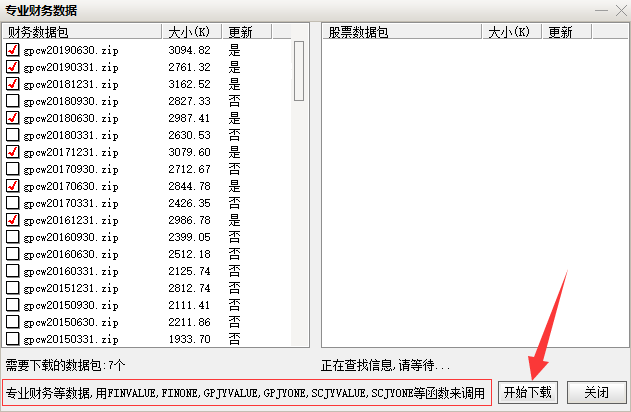 专业财务数据
财务数据包 大小(K) 更新
gpcw20190630.zip 3094.82 是
gpcw20190331.zip 2761.32 是
gpcw20181231.zip 3162.52 是
gpcw20180930.zip 2827.33 否
gpcw20180630.zip 2987.41 是
gpcw20180331.zip 2630.53 否
gpcw20171231.zip 3079.60 是
gpcw20170930.zip 2712.67 否
gpcw20170630.zip 2844.78 是
gpcw20170331.zip 2426.35 否
gpcw20161231.zip 2986.78 是
gpcw20160930.zip 2399.05 否
gpcw20160630.zip 2512.18 否
gpcw20160331.zip 2125.74 否
gpcw20151231.zip 2812.74 否
gpcw20150930.zip 2111.41 否
gpcw20150630.zip 2211.86 否
gpcw20150331.zip 1933.70 否
股票数据包 大小(K) 更新
需要下载的数据包:7个
正在查找信息,请等待...
专业财务等数据,用FINVALUE,FINONE,GPJYVALUE,GPJYONE,SCJYVALUE,SCJYONE等函数来调用
开始下载
关闭